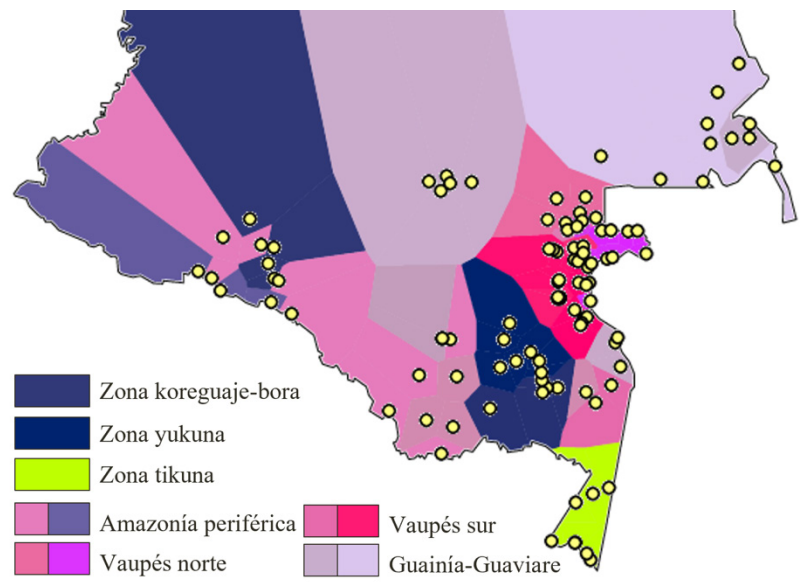 Zona koreguaje-bora
Zona yukuna
Zona tikuna
Amazonía periférica
Vaupés sur
Vaupés norte
Guainía-Guaviare